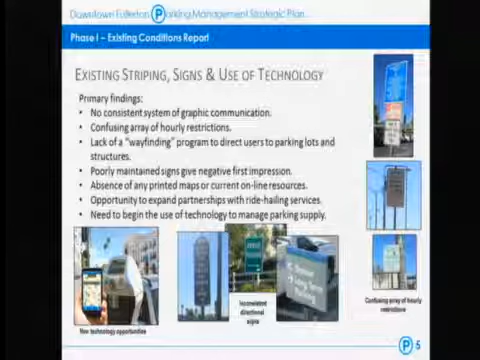 Downtown Fullerton Parking Management Strategic Plan
Phase I – Existing Conditions Report
EXISTING STRIPING, SIGNS & USE OF TECHNOLOGY
Primary findings:
• No consistent system of graphic communication.
• Confusing array of hourly restrictions.
• Lack of a "wayfinding" program to direct users to parking lots and
structures.
• Poorly maintained signs give negative first impression.
• Absence of any printed maps or current on-line resources.
• Opportunity to expand partnerships with ride-hailing services.
• Need to begin the use of technology to manage parking supply.
New technology opportunities
Inconsistent
directional
signs
Confusing array of hourly
restrictions
P 5